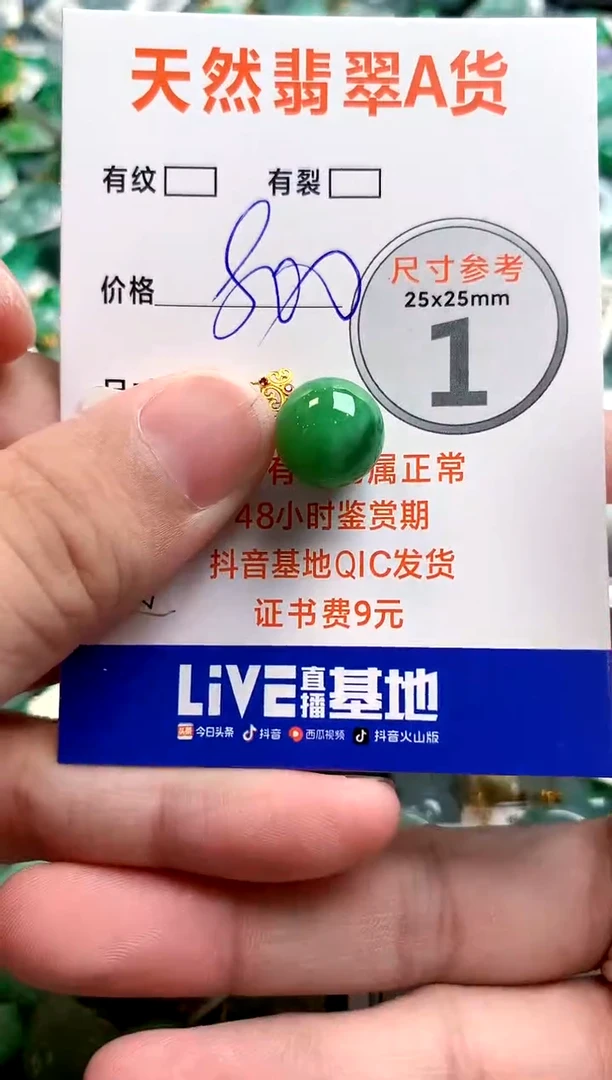 天然翡翠A货
有纹 有裂
价格 800
尺寸参考
25x25mm
1
属正常
48小时鉴赏期
抖音基地QIC发货
证书费9元
LiVE直播基地
今日头条 抖音 西瓜视频 抖音火山版